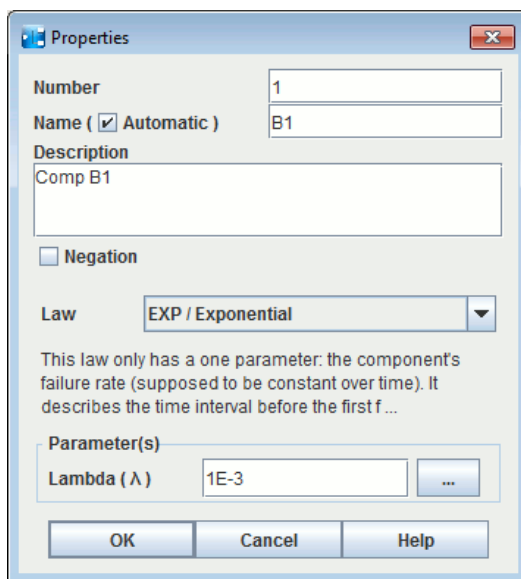 Properties
Number 1
Name ( Automatic ) B1
Description
Comp B1
Negation
Law EXP / Exponential
This law only has a one parameter: the component's
failure rate (supposed to be constant over time). It
describes the time interval before the first f ...
Parameter(s)
Lambda ( λ ) 1E-3 ...
OK Cancel Help